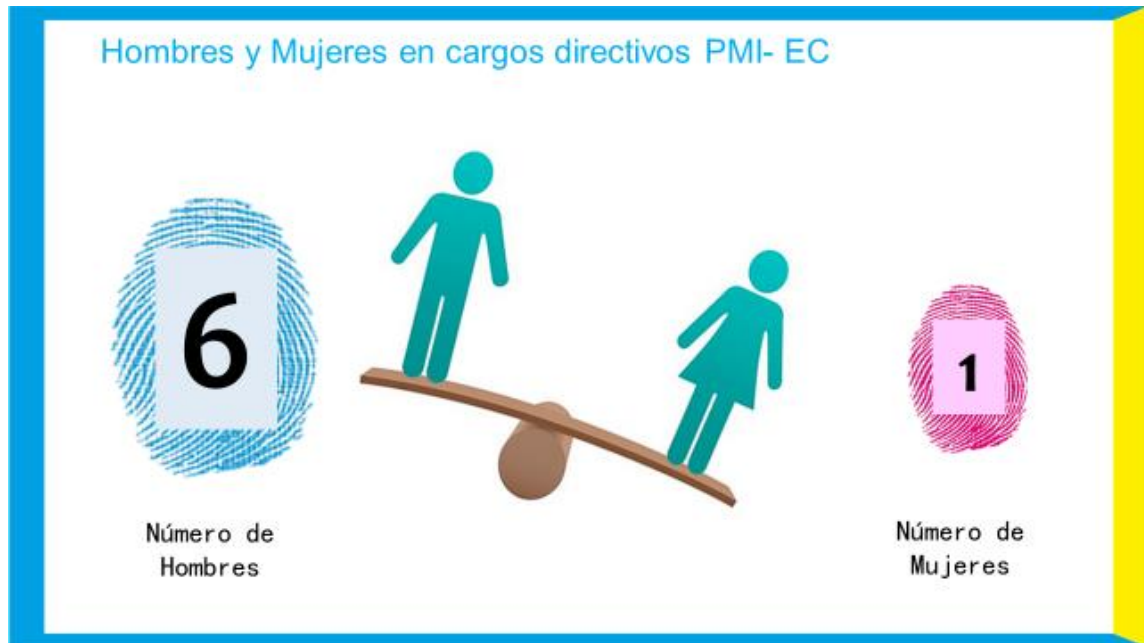 Hombres y Mujeres en cargos directivos PMI- EC
6
1
Número de
Hombres
Número de
Mujeres